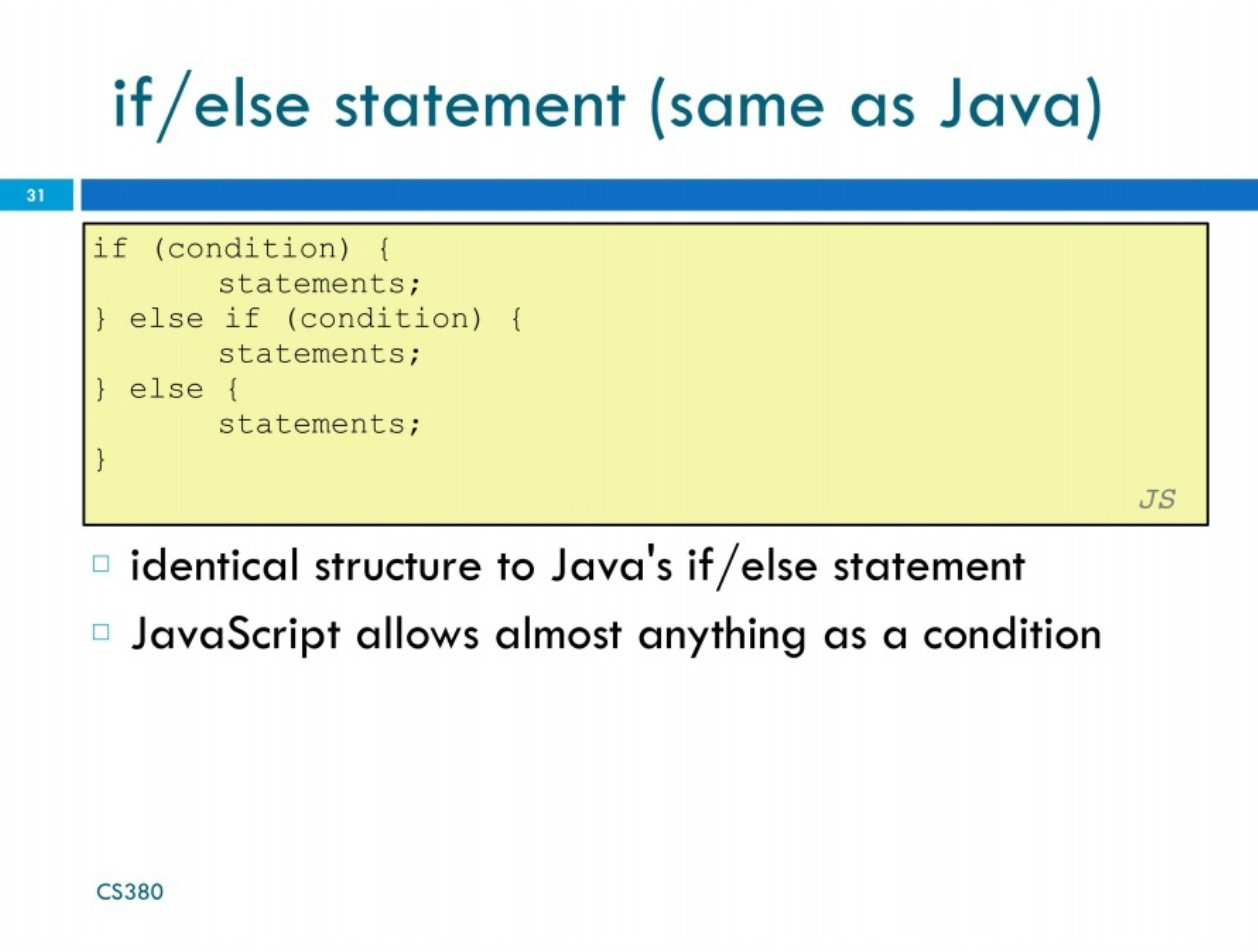 if/else statement (same as Java)
31
if (condition) {
      statements;
} else if (condition) {
      statements;
} else {
      statements;
}
JS
identical structure to Java's if/else statement
JavaScript allows almost anything as a condition
CS380